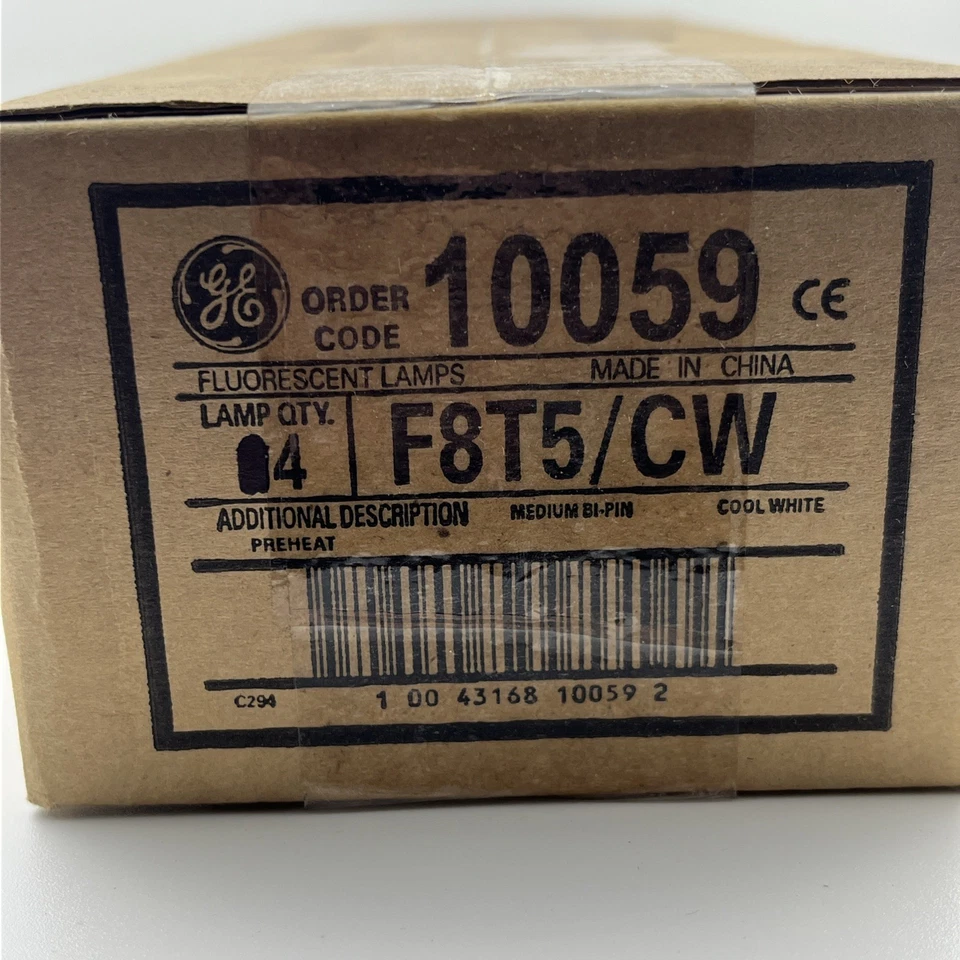 GE ORDER CODE 10059 CE
FLUORESCENT LAMPS MADE IN CHINA
LAMP QTY.
4 F8T5/CW
ADDITIONAL DESCRIPTION MEDIUM BI-PIN COOL WHITE
PREHEAT
C294 1 00 43168 10059 2